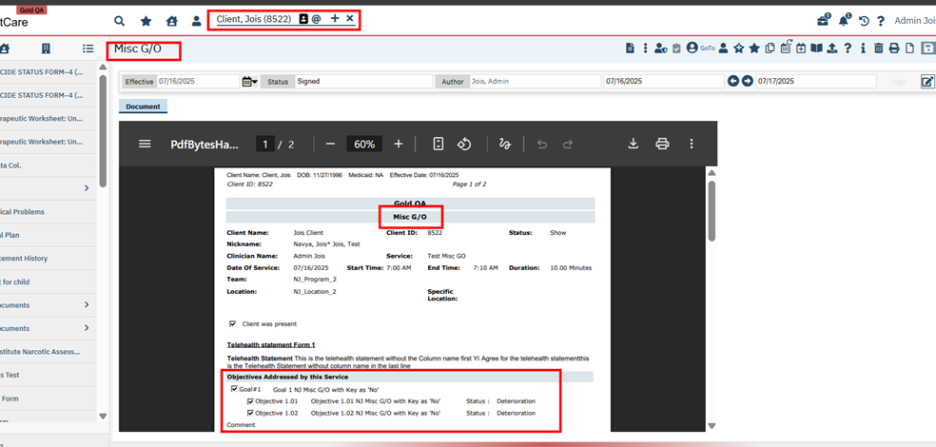 Gold QA
tCare
Client, Jois (8522)
Admin Jois
Misc G/O
GoTo
CIDE STATUS FORM-4 (...
CIDE STATUS FORM-4 (...
erapeutic Worksheet: Un...
erapeutic Worksheet: Un...
ta Col.
ical Problems
l Plan
cement History
t for child
ocuments
ocuments
stitute Narcotic Assess...
s Test
Form
Effective 07/16/2025 Status Signed Author Jois, Admin 07/16/2025 07/17/2025 Sign
Document
PdfBytesHa... 1 / 2 60%
Client Name: Client, Jois DOB: 11/27/1996 Medicaid: NA Effective Date: 07/16/2025
Client ID: 8522 Page 1 of 2
Gold QA
Misc G/O
Client Name: Jois Client Client ID: 8522 Status: Show
Nickname: Navya, Jois* Jois, Test
Clinician Name: Admin Jois Service: Test Misc GO
Date Of Service: 07/16/2025 Start Time: 7:00 AM End Time: 7:10 AM Duration: 10.00 Minutes
Team: NJ_Program_2
Location: NJ_Location_2 Specific Location:
Client was present
Telehealth statement Form 1
Telehealth Statement This is the telehealth statement without the Column name first Y! Agree for the telehealth statementthis
is the Telehealth Statement without column name in the last line
Objectives Addressed by this Service
Goal#1 Goal 1 NJ Misc G/O with Key as 'No'
Objective 1.01 Objective 1.01 NJ Misc G/O with Key as 'No' Status : Deterioration
Objective 1.02 Objective 1.02 NJ Misc G/O with Key as 'No' Status : Deterioration
Comment